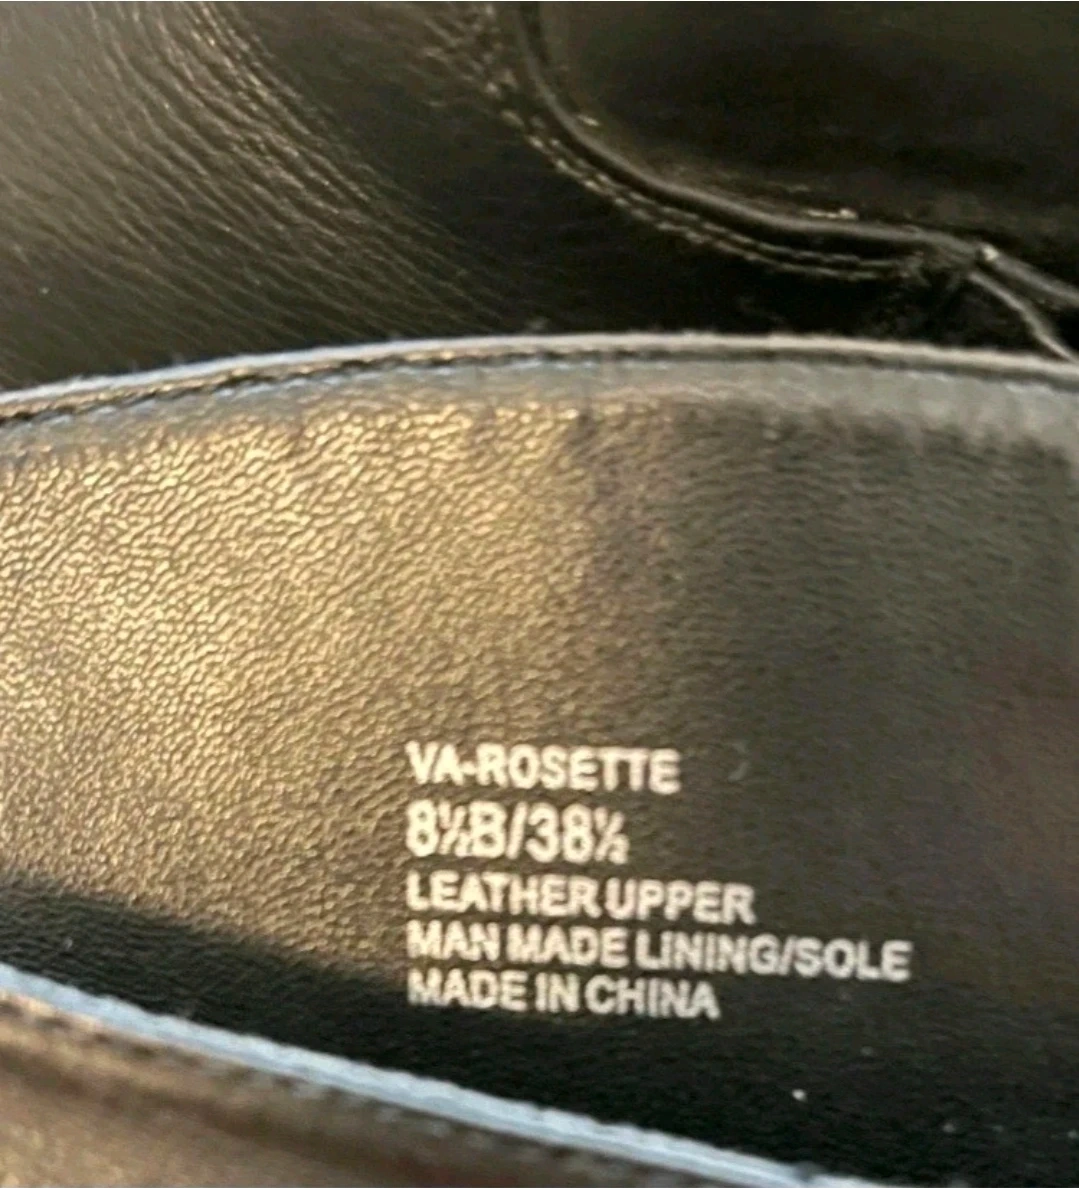 VA-ROSETTE
8½B/38½
LEATHER UPPER
MAN MADE LINING/SOLE
MADE IN CHINA